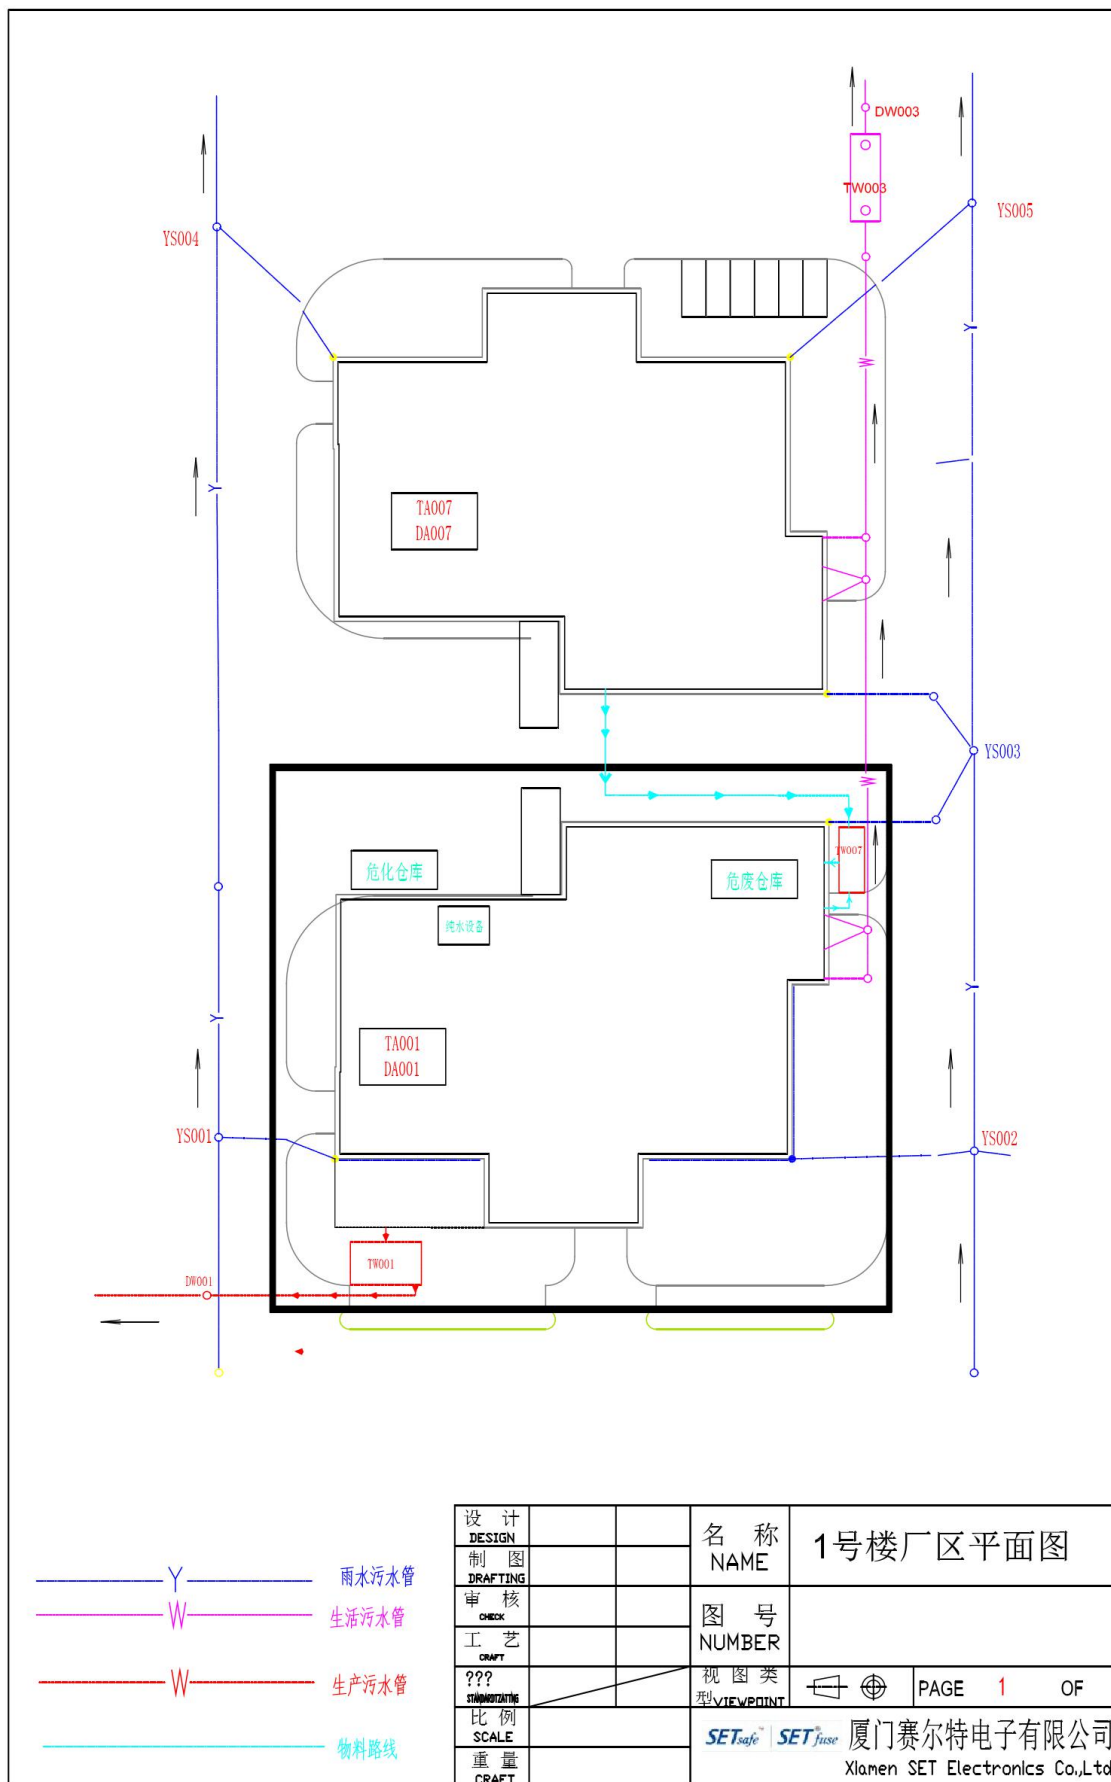 DW003
TW003
YS004
YS005
Y
W
TA007
DA007
Y
YS003
W
TW007
危化仓库
危废仓库
纯水设备
Y
Y
TA001
DA001
YS001
YS002
TW001
DW001
Y 雨水污水管
W 生活污水管
W 生产污水管
物料路线
设 计
DESIGN
制 图
DRAFTING
审 核
CHECK
工 艺
CRAFT
???
STANDARDIZATING
比 例
SCALE
重 量
CRAFT
名 称
NAME
1号楼厂区平面图
图 号
NUMBER
视 图 类
型VIEWPOINT
PAGE 1 OF
SETsafe™ | SET®fuse 厦门赛尔特电子有限公司
Xiamen SET Electronics Co.,Ltd